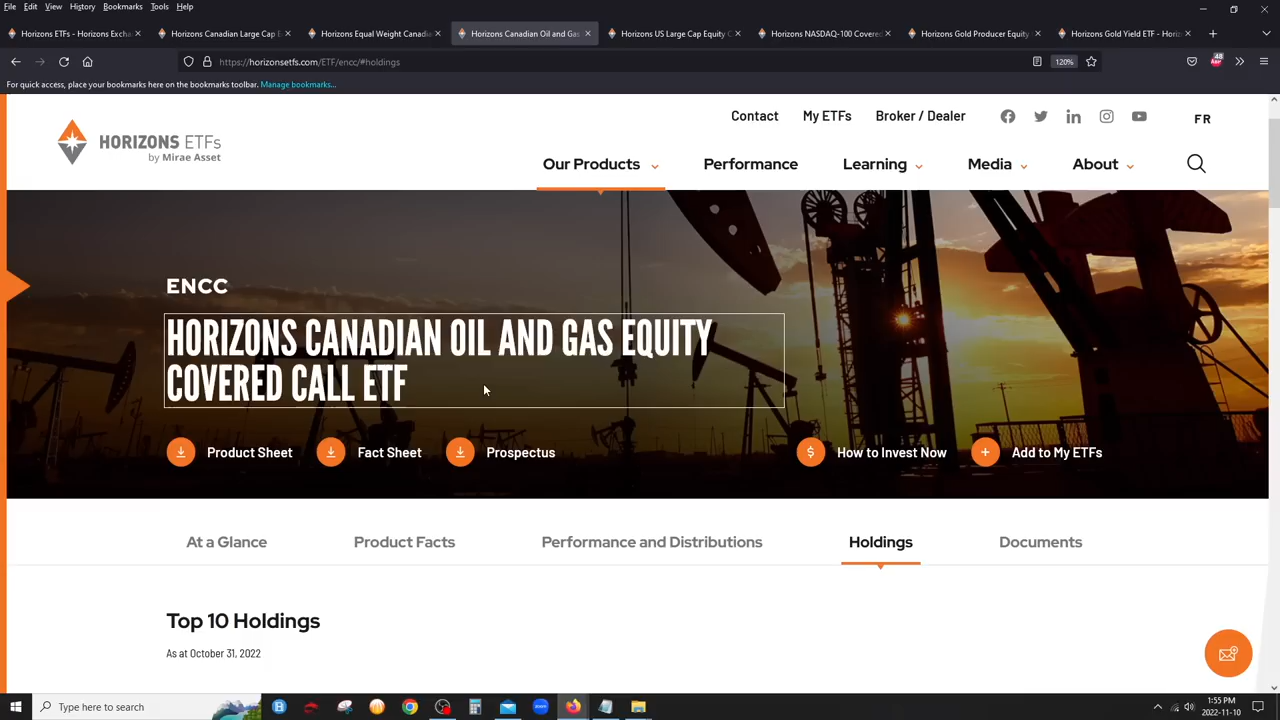 File Edit View History Bookmarks Tools Help
Horizons ETFs - Horizons Excha
Horizons Canadian Large Cap E
Horizons Equal Weight Canadia
Horizons Canadian Oil and Gas
Horizons US Large Cap Equity C
Horizons NASDAQ-100 Covered
Horizons Gold Producer Equity
Horizons Gold Yield ETF - Horiz
https://horizonsetfs.com/ETF/encc/#holdings
120%
For quick access, place your bookmarks here on the bookmarks toolbar. Manage bookmarks...
HORIZONS ETFs
by Mirae Asset
Contact My ETFs Broker / Dealer FR
Our Products Performance Learning Media About
ENCC
HORIZONS CANADIAN OIL AND GAS EQUITY
COVERED CALL ETF
Product Sheet Fact Sheet Prospectus How to Invest Now Add to My ETFs
At a Glance Product Facts Performance and Distributions Holdings Documents
Top 10 Holdings
As at October 31, 2022
Type here to search
1:55 PM
2022-11-10